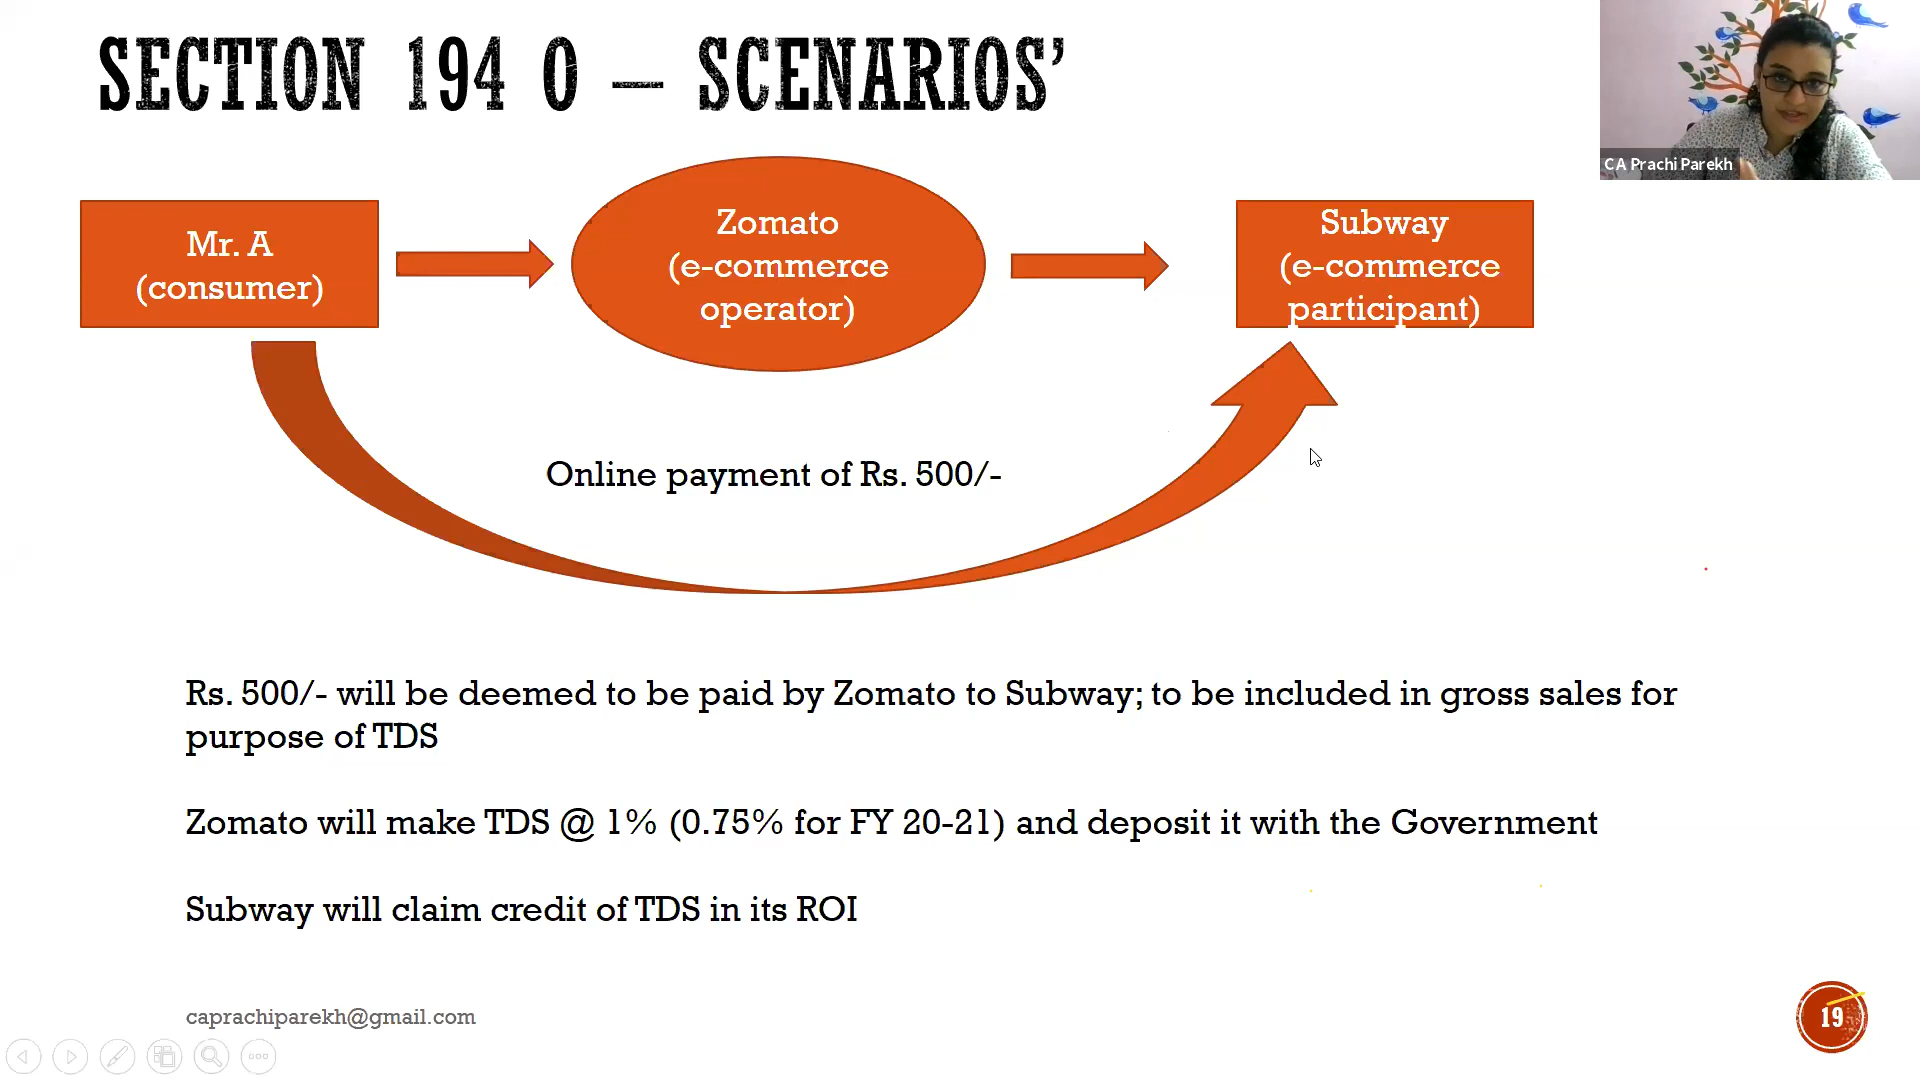 SECTION 194 O – SCENARIOS’
CA Prachi Parekh
Mr. A
(consumer)
Zomato
(e-commerce
operator)
Subway
(e-commerce
participant)
Online payment of Rs. 500/-
Rs. 500/- will be deemed to be paid by Zomato to Subway; to be included in gross sales for
purpose of TDS
Zomato will make TDS @ 1% (0.75% for FY 20-21) and deposit it with the Government
Subway will claim credit of TDS in its ROI
caprachiparekh@gmail.com
19